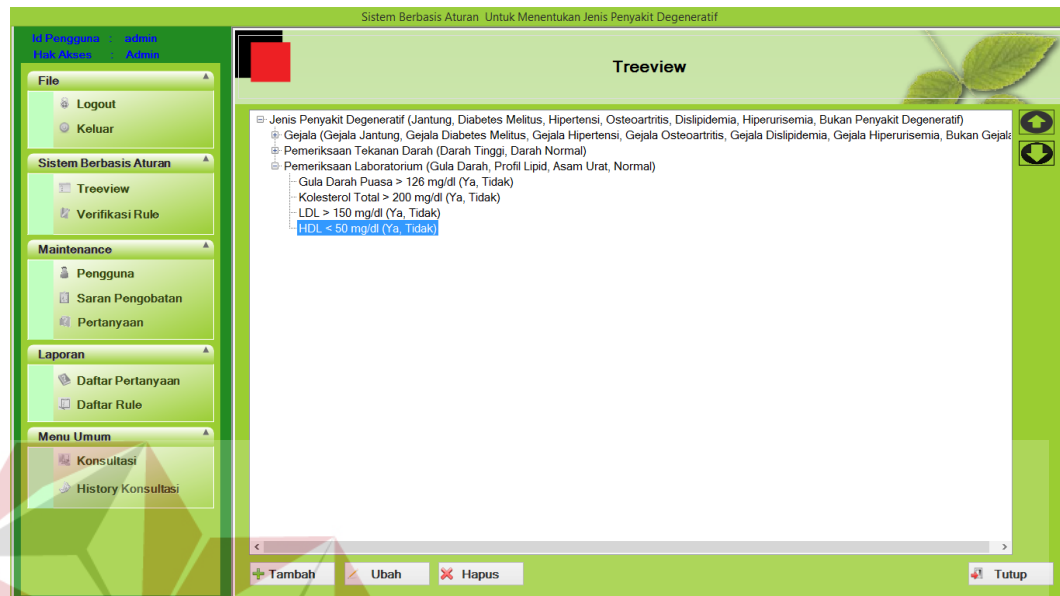 Sistem Berbasis Aturan Untuk Menentukan Jenis Penyakit Degeneratif
Id Pengguna : admin
Hak Akses : Admin
File
Logout
Keluar
Sistem Berbasis Aturan
Treeview
Verifikasi Rule
Maintenance
Pengguna
Saran Pengobatan
Pertanyaan
Laporan
Daftar Pertanyaan
Daftar Rule
Menu Umum
Konsultasi
History Konsultasi
Treeview
Jenis Penyakit Degeneratif (Jantung, Diabetes Melitus, Hipertensi, Osteoartritis, Dislipidemia, Hiperurisemia, Bukan Penyakit Degeneratif)
Gejala (Gejala Jantung, Gejala Diabetes Melitus, Gejala Hipertensi, Gejala Osteoartritis, Gejala Dislipidemia, Gejala Hiperurisemia, Bukan Gejala
Pemeriksaan Tekanan Darah (Darah Tinggi, Darah Normal)
Pemeriksaan Laboratorium (Gula Darah, Profil Lipid, Asam Urat, Normal)
Gula Darah Puasa > 126 mg/dl (Ya, Tidak)
Kolesterol Total > 200 mg/dl (Ya, Tidak)
LDL > 150 mg/dl (Ya, Tidak)
HDL < 50 mg/dl (Ya, Tidak)
Tambah Ubah Hapus Tutup